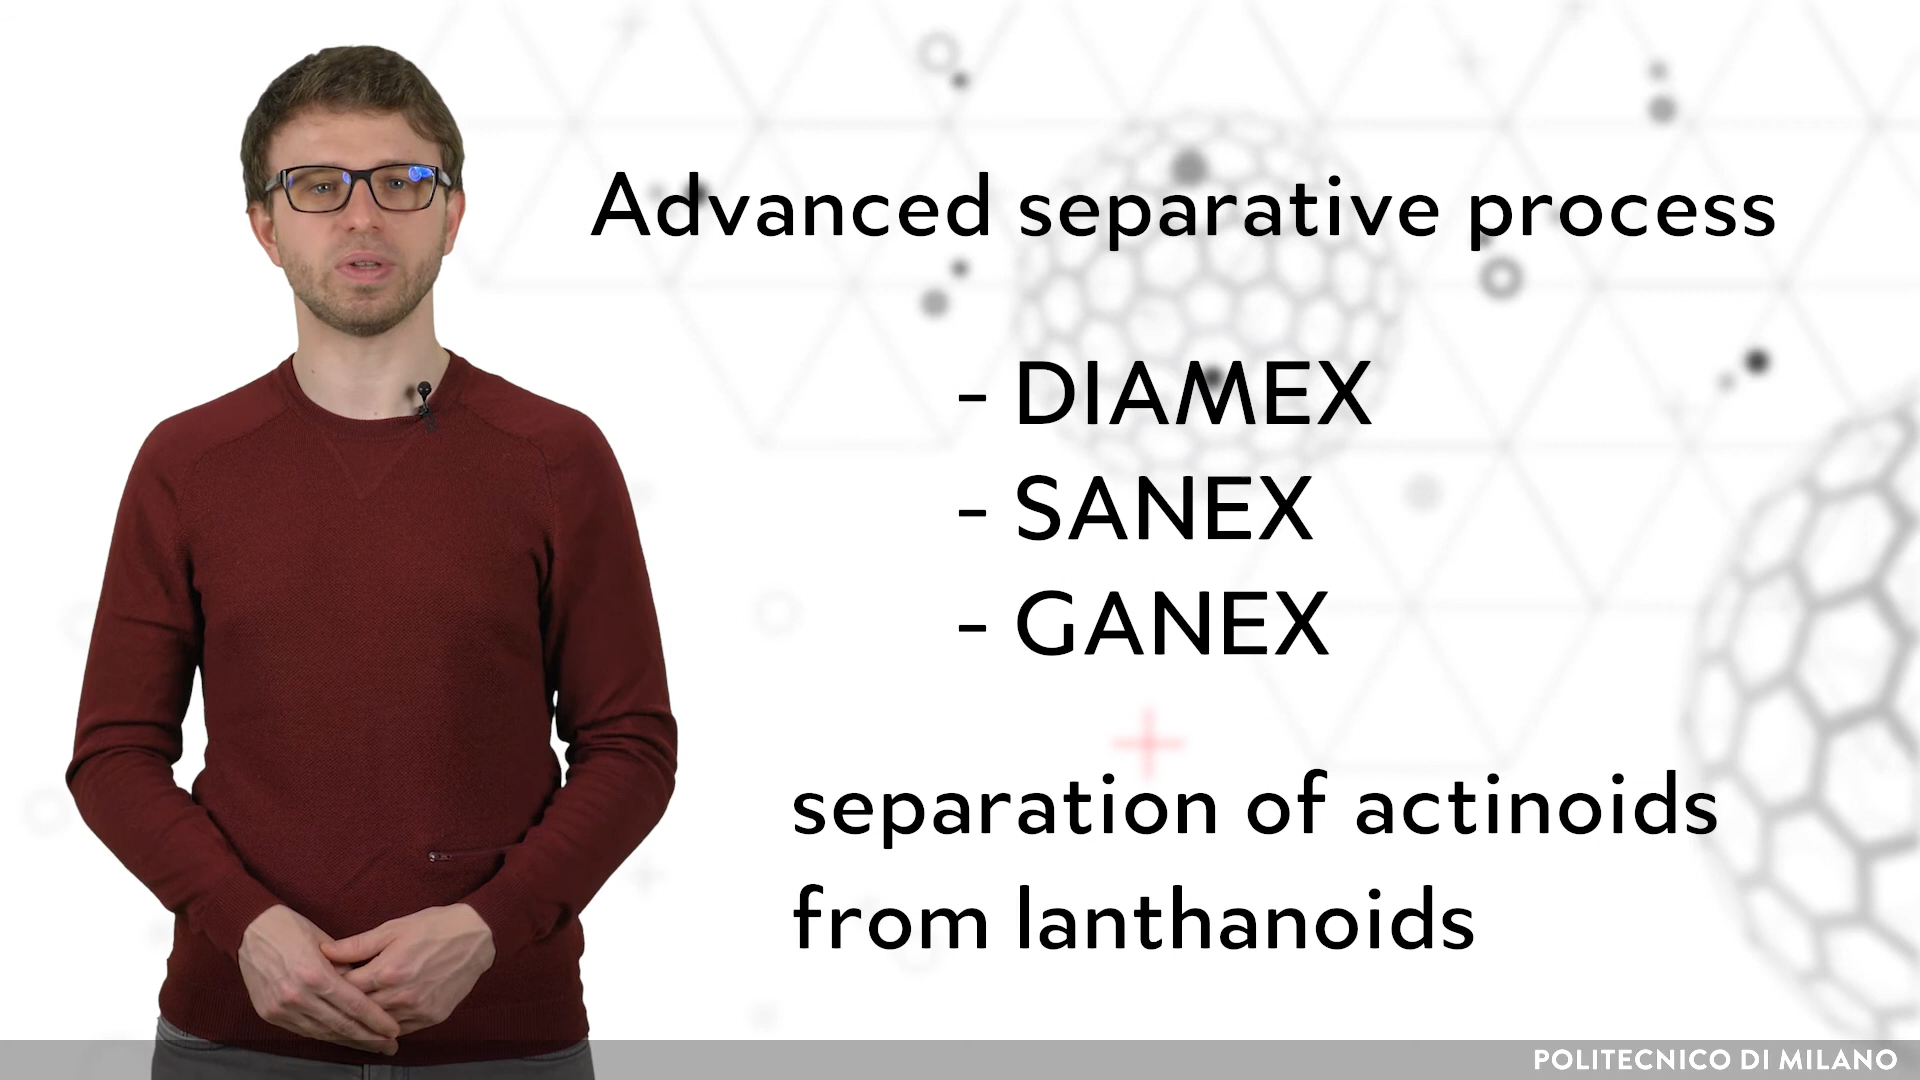 Advanced separative process
- DIAMEX
- SANEX
- GANEX
separation of actinoids
from lanthanoids
POLITECNICO DI MILANO